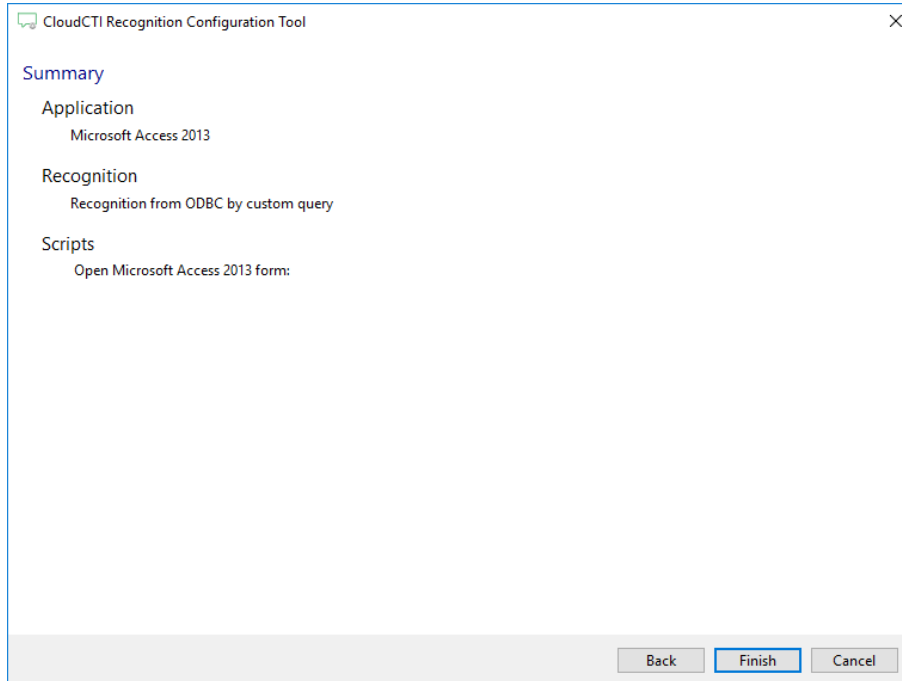 CloudCTI Recognition Configuration Tool
Summary
Application
Microsoft Access 2013
Recognition
Recognition from ODBC by custom query
Scripts
Open Microsoft Access 2013 form:
Back Finish Cancel